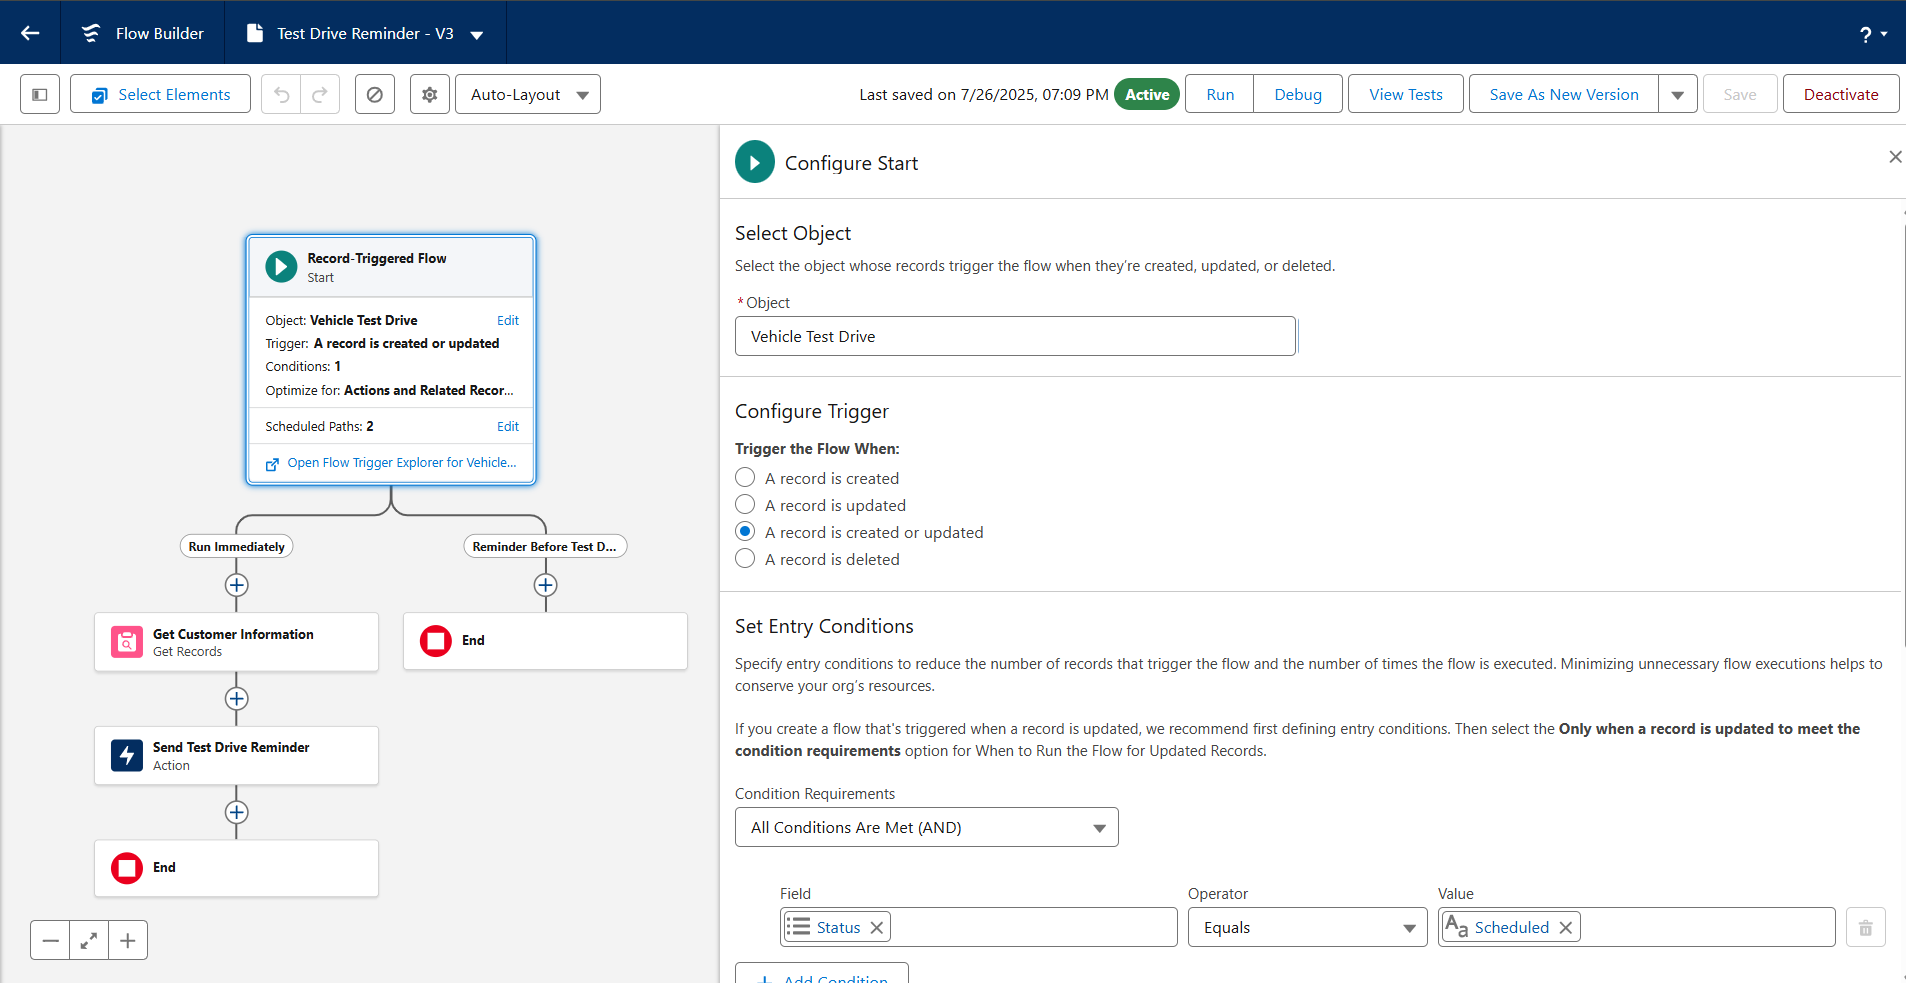 Flow Builder
Test Drive Reminder - V3
?
Select Elements
Auto-Layout
Last saved on 7/26/2025, 07:09 PM
Active
Run
Debug
View Tests
Save As New Version
Save
Deactivate
Record-Triggered Flow
Start
Object: Vehicle Test Drive
Edit
Trigger: A record is created or updated
Conditions: 1
Optimize for: Actions and Related Recor...
Scheduled Paths: 2
Edit
Open Flow Trigger Explorer for Vehicle...
Run Immediately
Reminder Before Test D...
Get Customer Information
Get Records
End
Send Test Drive Reminder
Action
End
Configure Start
Select Object
Select the object whose records trigger the flow when they’re created, updated, or deleted.
*Object
Vehicle Test Drive
Configure Trigger
Trigger the Flow When:
A record is created
A record is updated
A record is created or updated
A record is deleted
Set Entry Conditions
Specify entry conditions to reduce the number of records that trigger the flow and the number of times the flow is executed. Minimizing unnecessary flow executions helps to
conserve your org’s resources.
If you create a flow that's triggered when a record is updated, we recommend first defining entry conditions. Then select the Only when a record is updated to meet the
condition requirements option for When to Run the Flow for Updated Records.
Condition Requirements
All Conditions Are Met (AND)
Field
Operator
Value
Status
Equals
Aa Scheduled
Add Condition